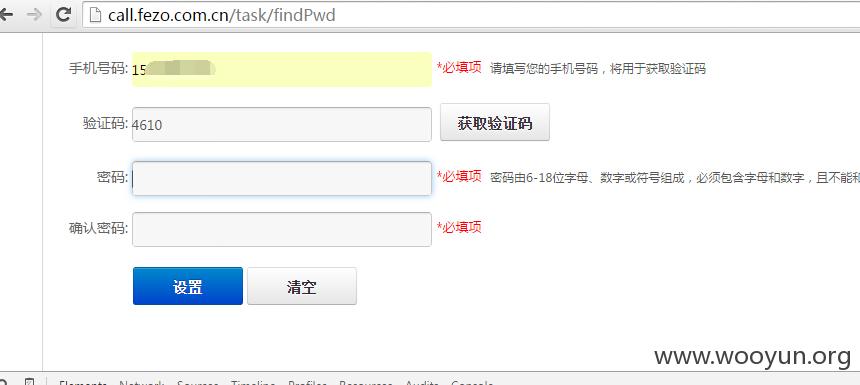 call.fezo.com.cn/task/findPwd
手机号码: 15 *必填项 请填写您的手机号码，将用于获取验证码
验证码: 4610 获取验证码
密码: *必填项 密码由6-18位字母、数字或符号组成，必须包含字母和数字，且不能和
确认密码: *必填项
设置 清空
www.wooyun.org
Elements Network Sources Timeline Profiles Resources Audits Console